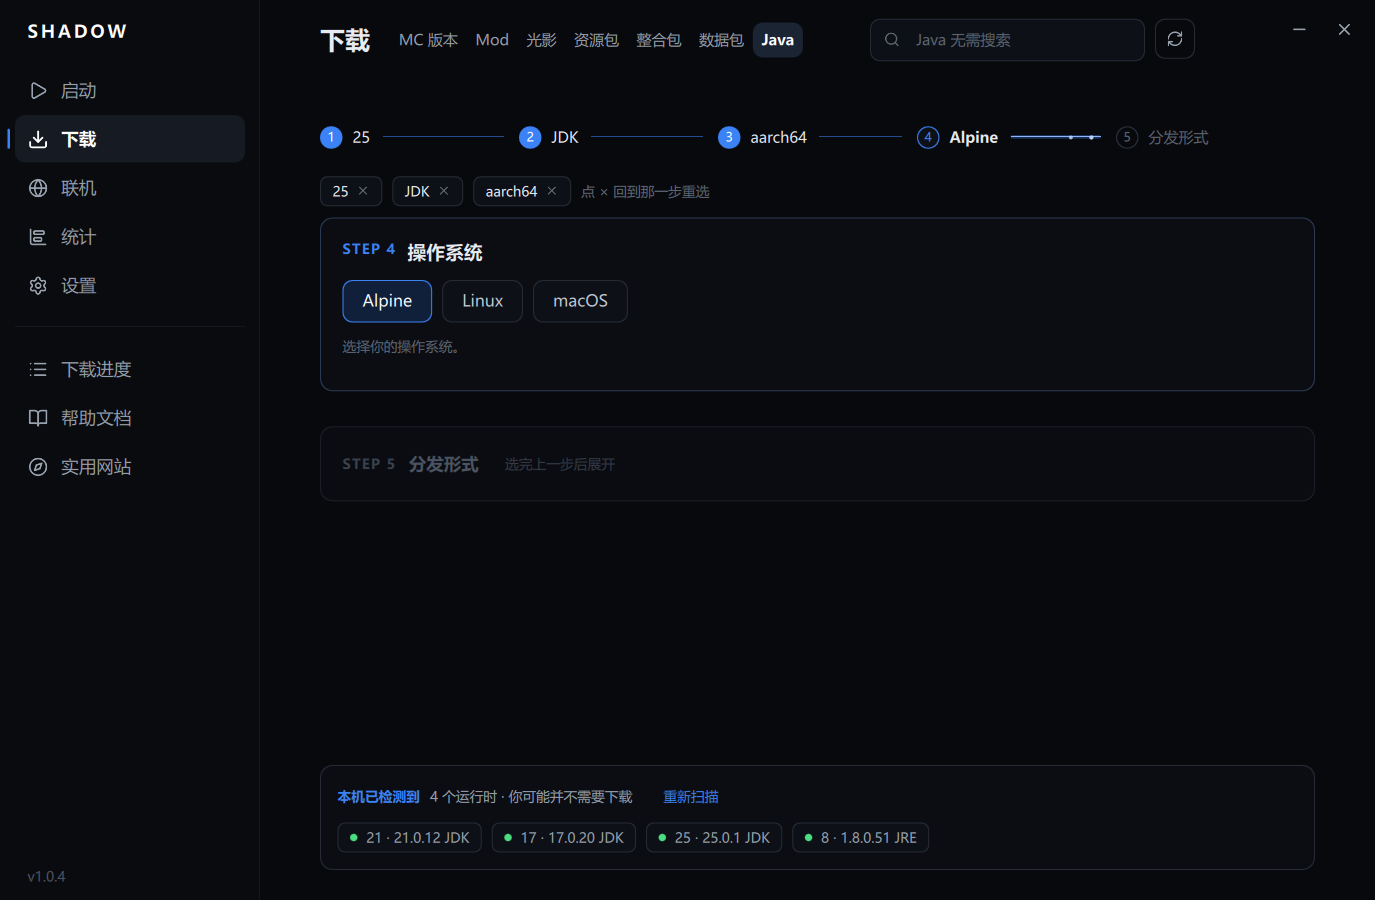 SHADOW
启动
下载
联机
统计
设置
下载进度
帮助文档
实用网站
v1.0.4
下载 MC 版本 Mod 光影 资源包 整合包 数据包 Java
Java 无需搜索
1 25 2 JDK 3 aarch64 4 Alpine 5 分发形式
25 × JDK × aarch64 × 点 × 回到那一步重选
STEP 4 操作系统
Alpine Linux macOS
选择你的操作系统。
STEP 5 分发形式 选完上一步后展开
本机已检测到 4 个运行时 · 你可能并不需要下载 重新扫描
21 · 21.0.12 JDK 17 · 17.0.20 JDK 25 · 25.0.1 JDK 8 · 1.8.0.51 JRE